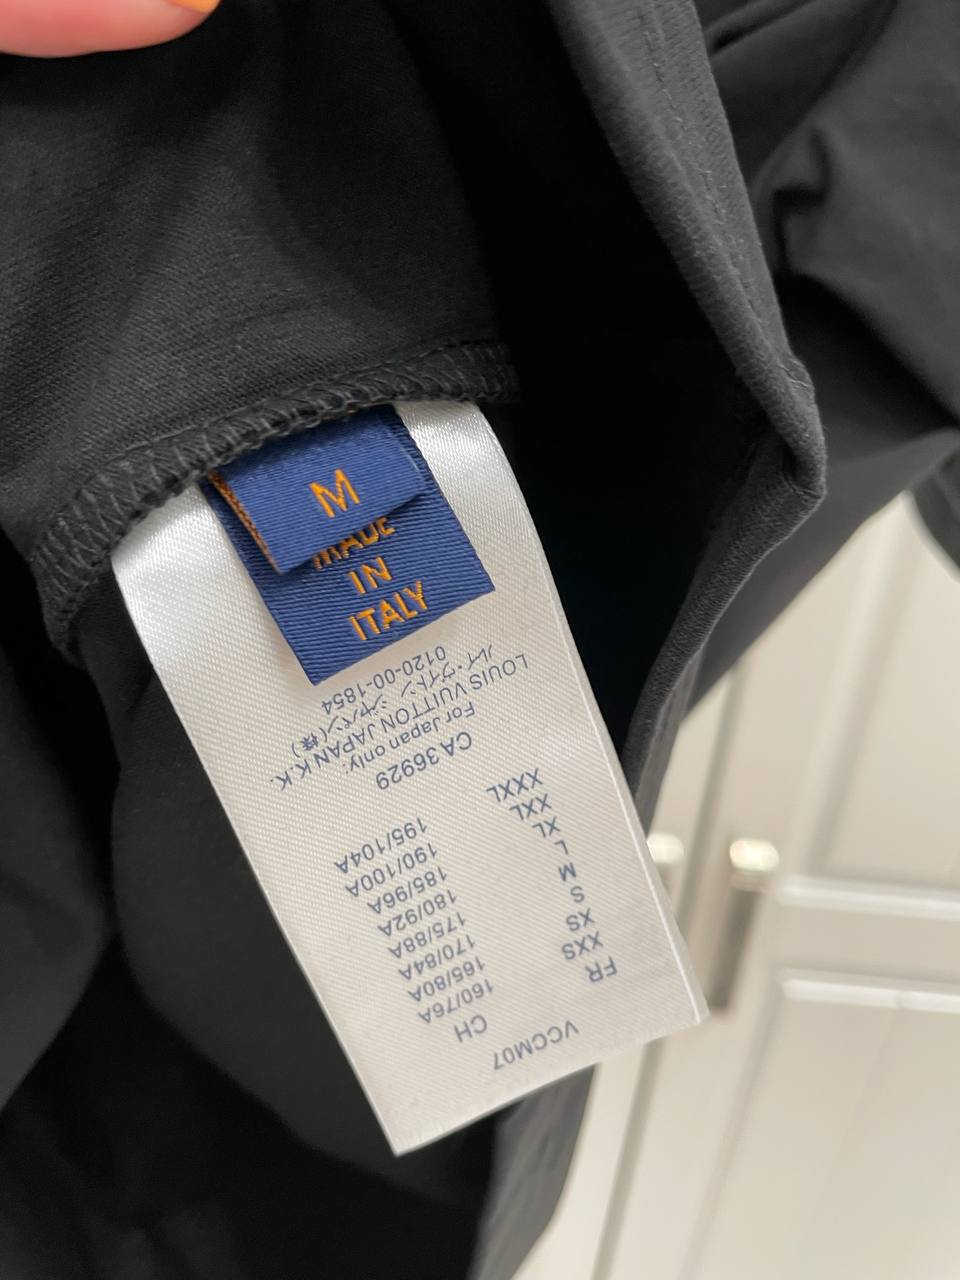 M
MADE
IN
ITALY
VCCM07
FR CH
XXS 160/76A
XS 165/80A
S 170/84A
M 175/88A
L 180/92A
XL 185/96A
XXL 190/100A
XXXL 195/104A
CA 36929
For Japan only:
LOUIS VUITTON JAPAN K.K.
ルイ・ヴィトン ジャパン(株)
0120-00-1854